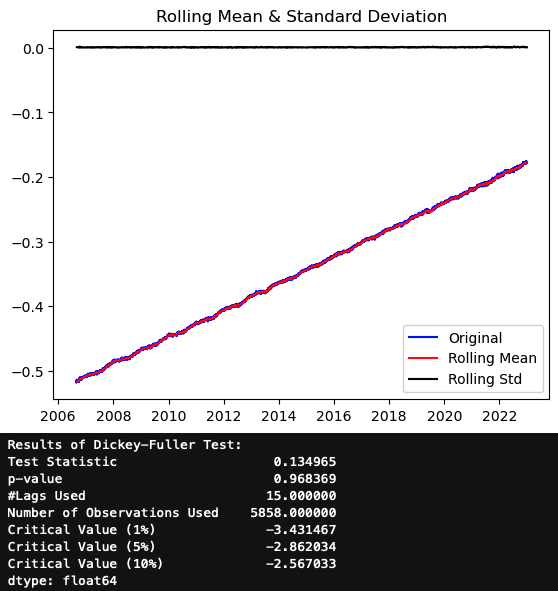 Rolling Mean & Standard Deviation
0.0
−0.1
−0.2
−0.3
−0.4
−0.5
Original
Rolling Mean
Rolling Std
2006 2008 2010 2012 2014 2016 2018 2020 2022
Results of Dickey-Fuller Test:
Test Statistic 0.134965
p-value 0.968369
#Lags Used 15.000000
Number of Observations Used 5858.000000
Critical Value (1%) -3.431467
Critical Value (5%) -2.862034
Critical Value (10%) -2.567033
dtype: float64